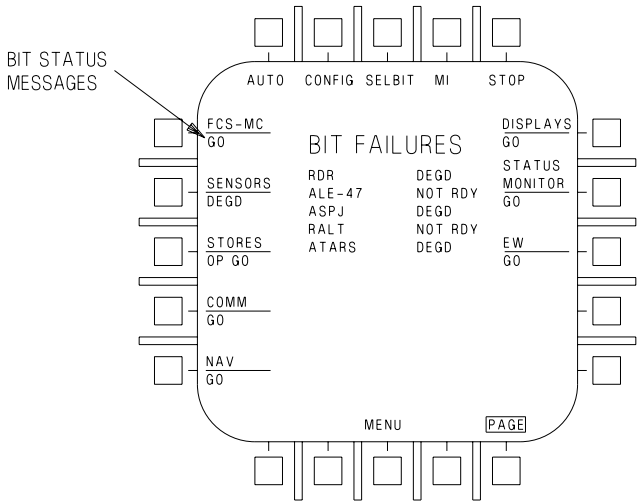 BIT STATUS
MESSAGES
AUTO CONFIG SELBIT MI STOP
FCS-MC
GO
SENSORS
DEGD
STORES
OP GO
COMM
GO
NAV
GO
BIT FAILURES
RDR DEGD
ALE-47 NOT RDY
ASPJ DEGD
RALT NOT RDY
ATARS DEGD
DISPLAYS
GO
STATUS
MONITOR
GO
EW
GO
MENU PAGE